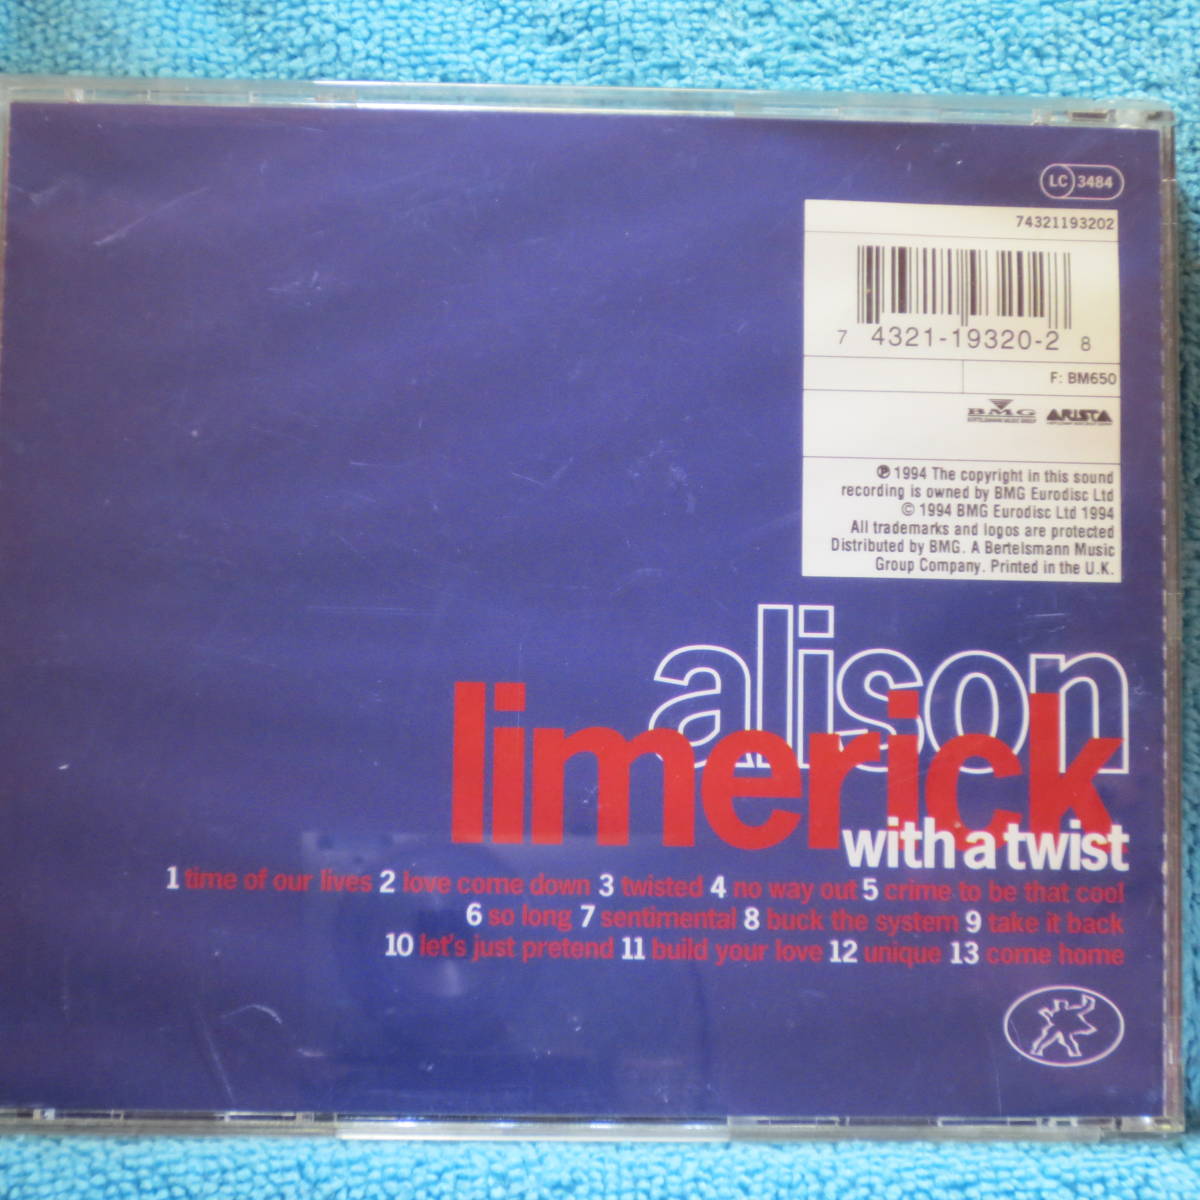 LC 3484
74321193202
7 4321-19320-2 8
F: BM650
BMG ARISTA
BERTELSMANN MUSIC GROUP
℗ 1994 The copyright in this sound
recording is owned by BMG Eurodisc Ltd
© 1994 BMG Eurodisc Ltd 1994
All trademarks and logos are protected
Distributed by BMG. A Bertelsmann Music
Group Company. Printed in the U.K.
alison
limerick
with a twist
1 time of our lives 2 love come down 3 twisted 4 no way out 5 crime to be that cool
6 so long 7 sentimental 8 buck the system 9 take it back
10 let's just pretend 11 build your love 12 unique 13 come home